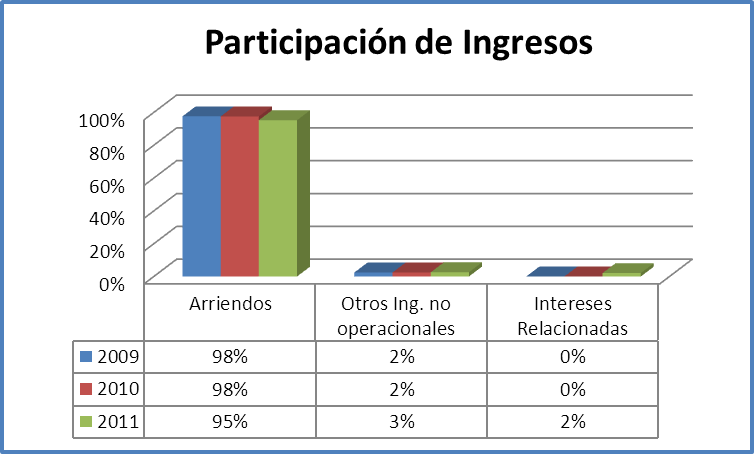 Participación de Ingresos
100%
80%
60%
40%
20%
0%
Arriendos Otros Ing. no operacionales Intereses Relacionadas
2009 98% 2% 0%
2010 98% 2% 0%
2011 95% 3% 2%